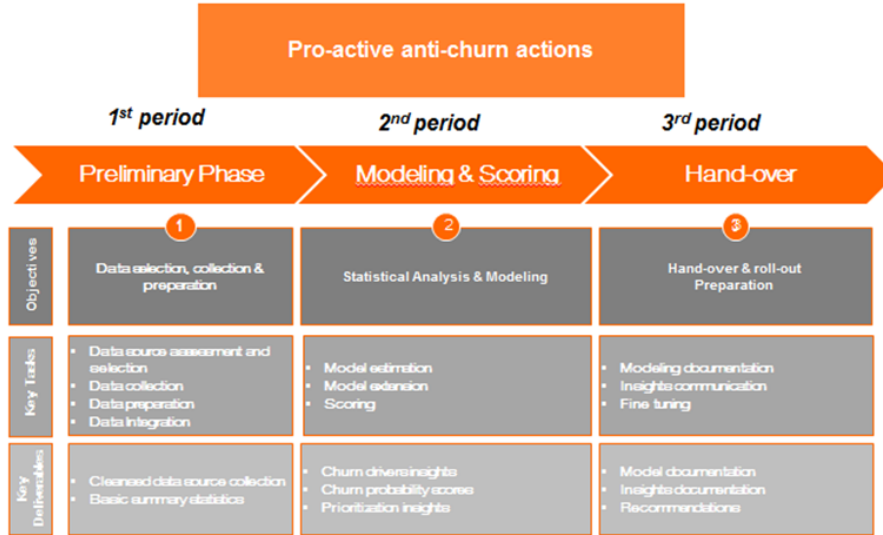 Pro-active anti-churn actions
1st period
2nd period
3rd period
Preliminary Phase
Modeling & Scoring
Hand-over
Objectives
1
Data selection, collection &
preparation
2
Statistical Analysis & Modeling
3
Hand-over & roll-out
Preparation
Key Tasks
▪ Data source assessment and
selection
▪ Data collection
▪ Data preparation
▪ Data Integration
▪ Model estimation
▪ Model extension
▪ Scoring
▪ Modeling documentation
▪ Insights communication
▪ Fine tuning
Key
Deliverables
▪ Cleansed data source collection
▪ Basic summary statistics
▪ Churn drivers insights
▪ Churn probability scores
▪ Prioritization insights
▪ Model documentation
▪ Insights documentation
▪ Recommendations